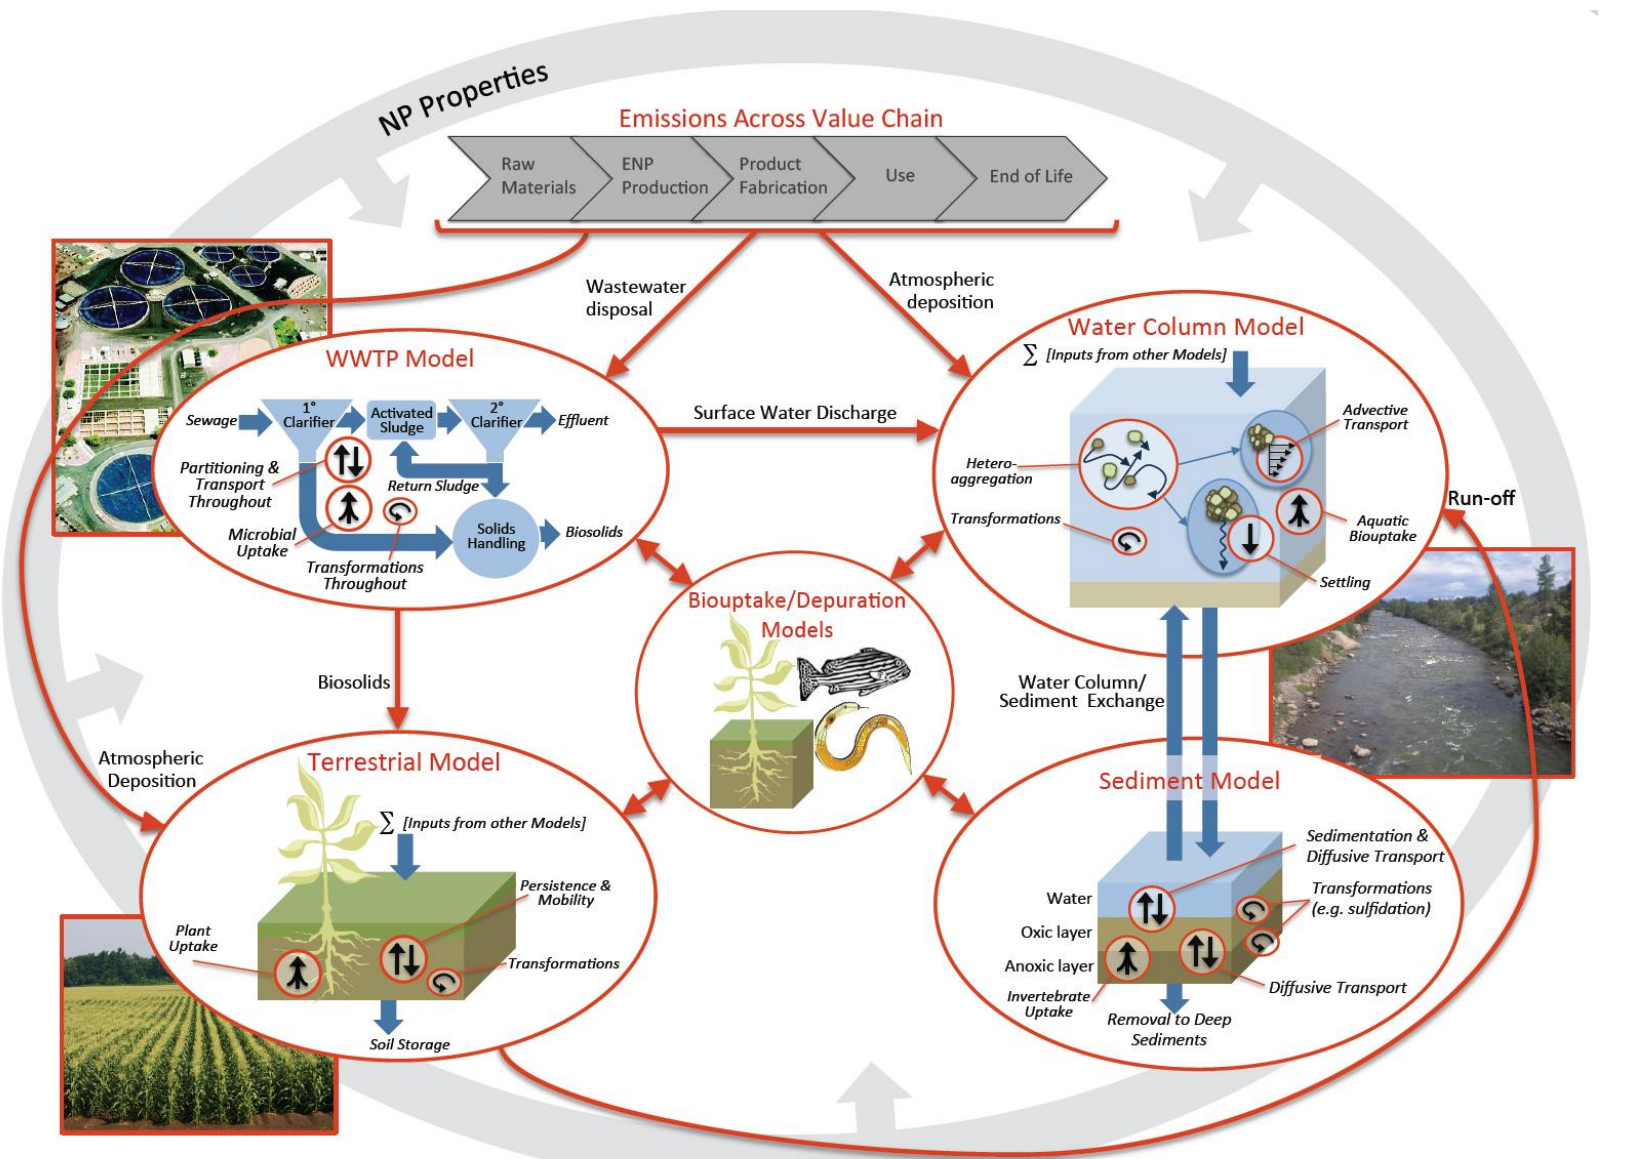 NP Properties
Emissions Across Value Chain
Raw
Materials
ENP
Production
Product
Fabrication
Use
End of Life
Wastewater
disposal
Atmospheric
deposition
WWTP Model
Sewage
1°
Clarifier
Activated
Sludge
2°
Clarifier
Effluent
Partitioning &
Transport
Throughout
Return Sludge
Microbial
Uptake
Solids
Handling
Biosolids
Transformations
Throughout
Surface Water Discharge
Water Column Model
∑ [Inputs from other Models]
Advective
Transport
Hetero-
aggregation
Transformations
Aquatic
Biouptake
Settling
Run-off
Biouptake/Depuration
Models
Biosolids
Water Column/
Sediment Exchange
Atmospheric
Deposition
Terrestrial Model
∑ [Inputs from other Models]
Persistence &
Mobility
Plant
Uptake
Transformations
Soil Storage
Sediment Model
Sedimentation &
Diffusive Transport
Water
Transformations
(e.g. sulfidation)
Oxic layer
Anoxic layer
Invertebrate
Uptake
Diffusive Transport
Removal to Deep
Sediments